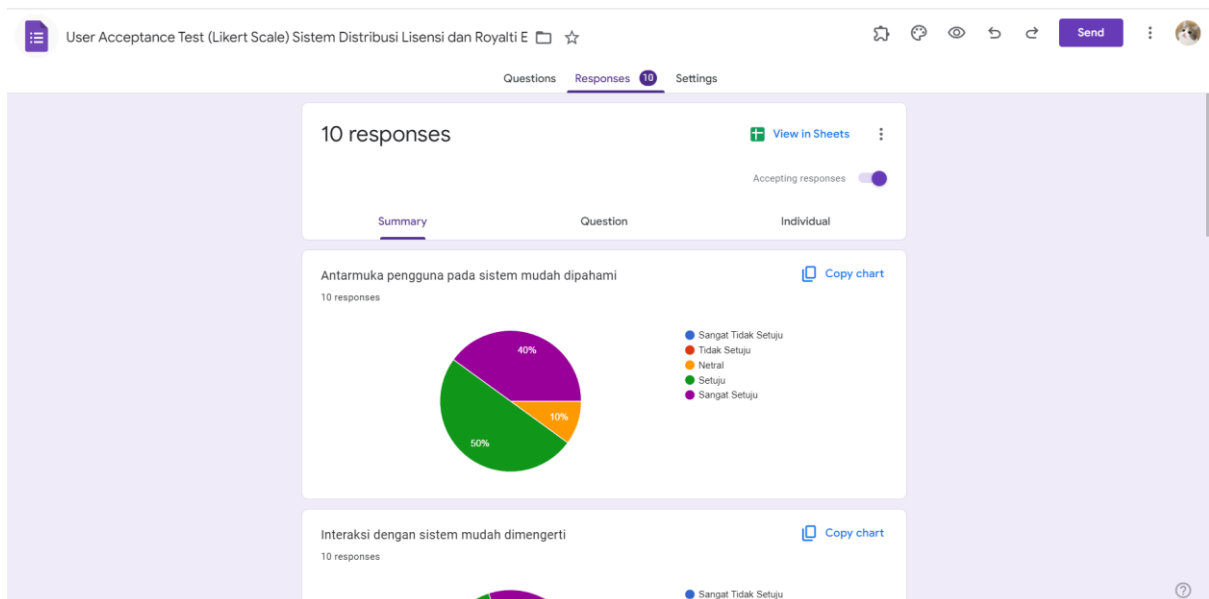 User Acceptance Test (Likert Scale) Sistem Distribusi Lisensi dan Royalti E
Send
Questions Responses 10 Settings
10 responses
View in Sheets
Accepting responses
Summary Question Individual
Antarmuka pengguna pada sistem mudah dipahami
Copy chart
10 responses
40%
10%
50%
Sangat Tidak Setuju
Tidak Setuju
Netral
Setuju
Sangat Setuju
Interaksi dengan sistem mudah dimengerti
Copy chart
10 responses
Sangat Tidak Setuju